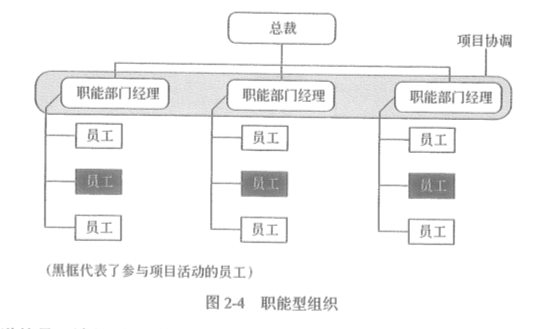 总裁
项目协调
职能部门经理 职能部门经理 职能部门经理
员工 员工 员工
员工 员工 员工
员工 员工 员工
(黑框代表了参与项目活动的员工)
图 2-4 职能型组织